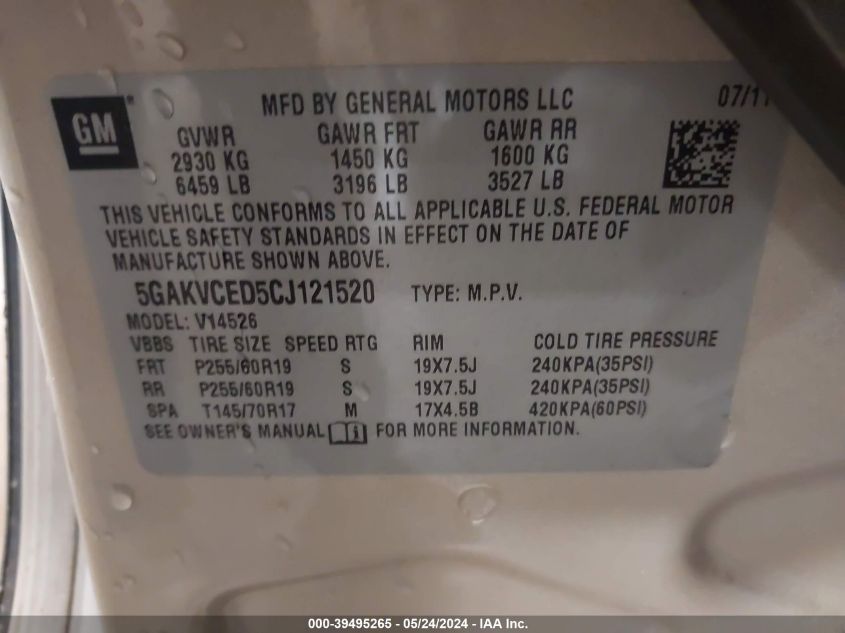 GM
MFD BY GENERAL MOTORS LLC 07/11
GVWR GAWR FRT GAWR RR
2930 KG 1450 KG 1600 KG
6459 LB 3196 LB 3527 LB
THIS VEHICLE CONFORMS TO ALL APPLICABLE U.S. FEDERAL MOTOR
VEHICLE SAFETY STANDARDS IN EFFECT ON THE DATE OF
MANUFACTURE SHOWN ABOVE.
5GAKVCED5CJ121520 TYPE: M.P.V.
MODEL: V14526
VBBS TIRE SIZE SPEED RTG RIM COLD TIRE PRESSURE
FRT P255/60R19 S 19X7.5J 240KPA(35PSI)
RR P255/60R19 S 19X7.5J 240KPA(35PSI)
SPA T145/70R17 M 17X4.5B 420KPA(60PSI)
SEE OWNER'S MANUAL FOR MORE INFORMATION.
000-39495265 - 05/24/2024 - IAA Inc.